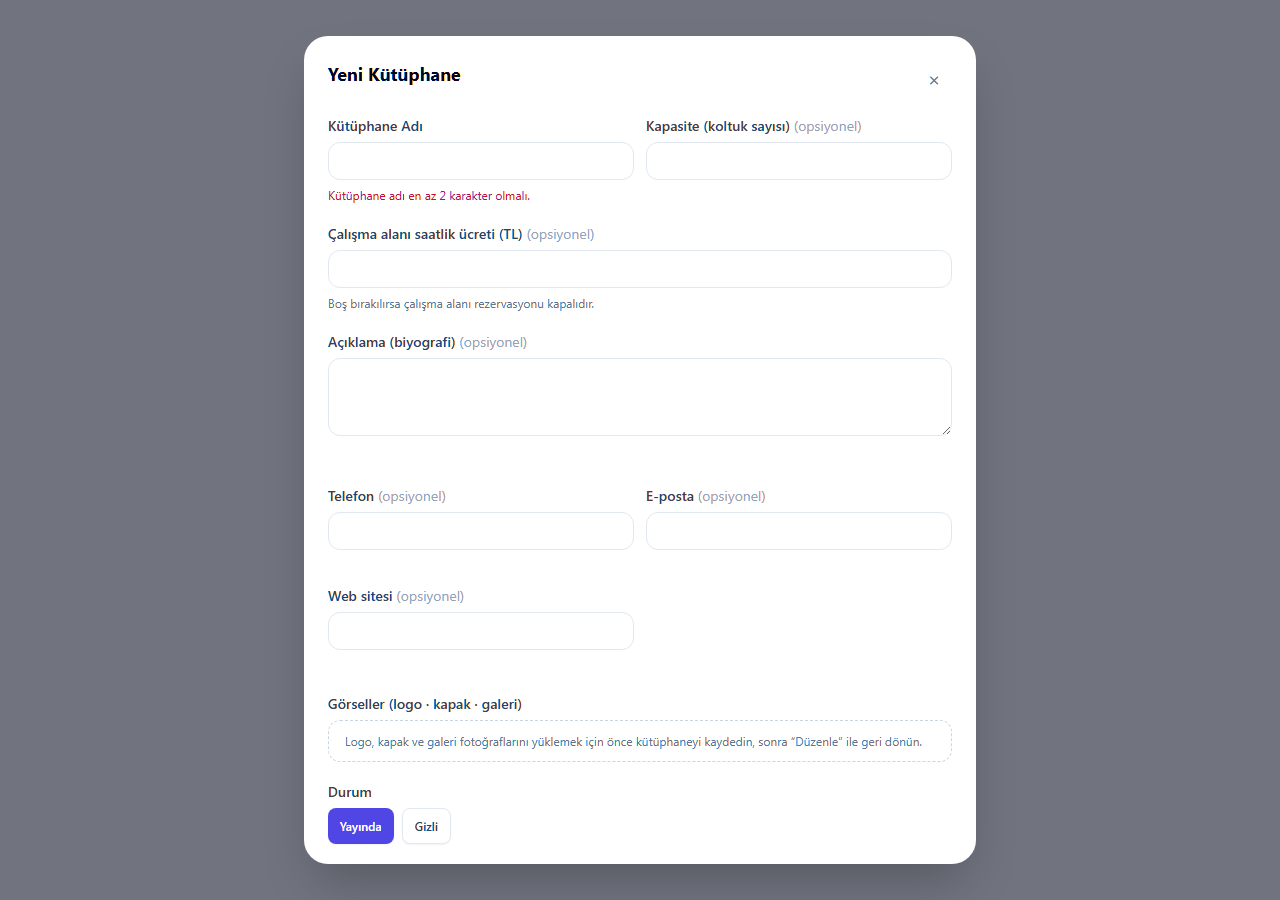 Yeni Kütüphane
×
Kütüphane Adı
Kapasite (koltuk sayısı) (opsiyonel)
Kütüphane adı en az 2 karakter olmalı.
Çalışma alanı saatlik ücreti (TL) (opsiyonel)
Boş bırakılırsa çalışma alanı rezervasyonu kapalıdır.
Açıklama (biyografi) (opsiyonel)
Telefon (opsiyonel)
E-posta (opsiyonel)
Web sitesi (opsiyonel)
Görseller (logo · kapak · galeri)
Logo, kapak ve galeri fotoğraflarını yüklemek için önce kütüphaneyi kaydedin, sonra “Düzenle” ile geri dönün.
Durum
Yayında
Gizli